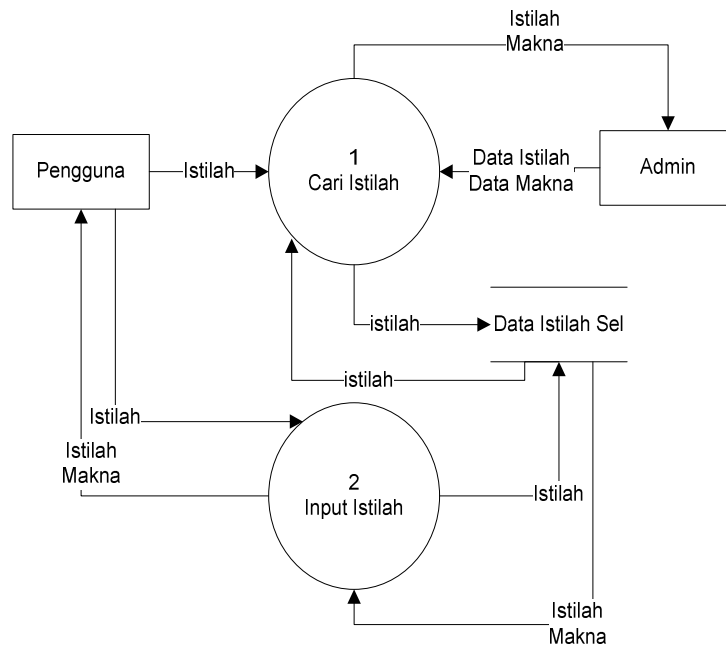 Istilah
Makna
1
Cari Istilah
Pengguna
Istilah
Data Istilah
Data Makna
Admin
istilah
Data Istilah Sel
istilah
Istilah
Istilah
Makna
2
Input Istilah
Istilah
Istilah
Makna